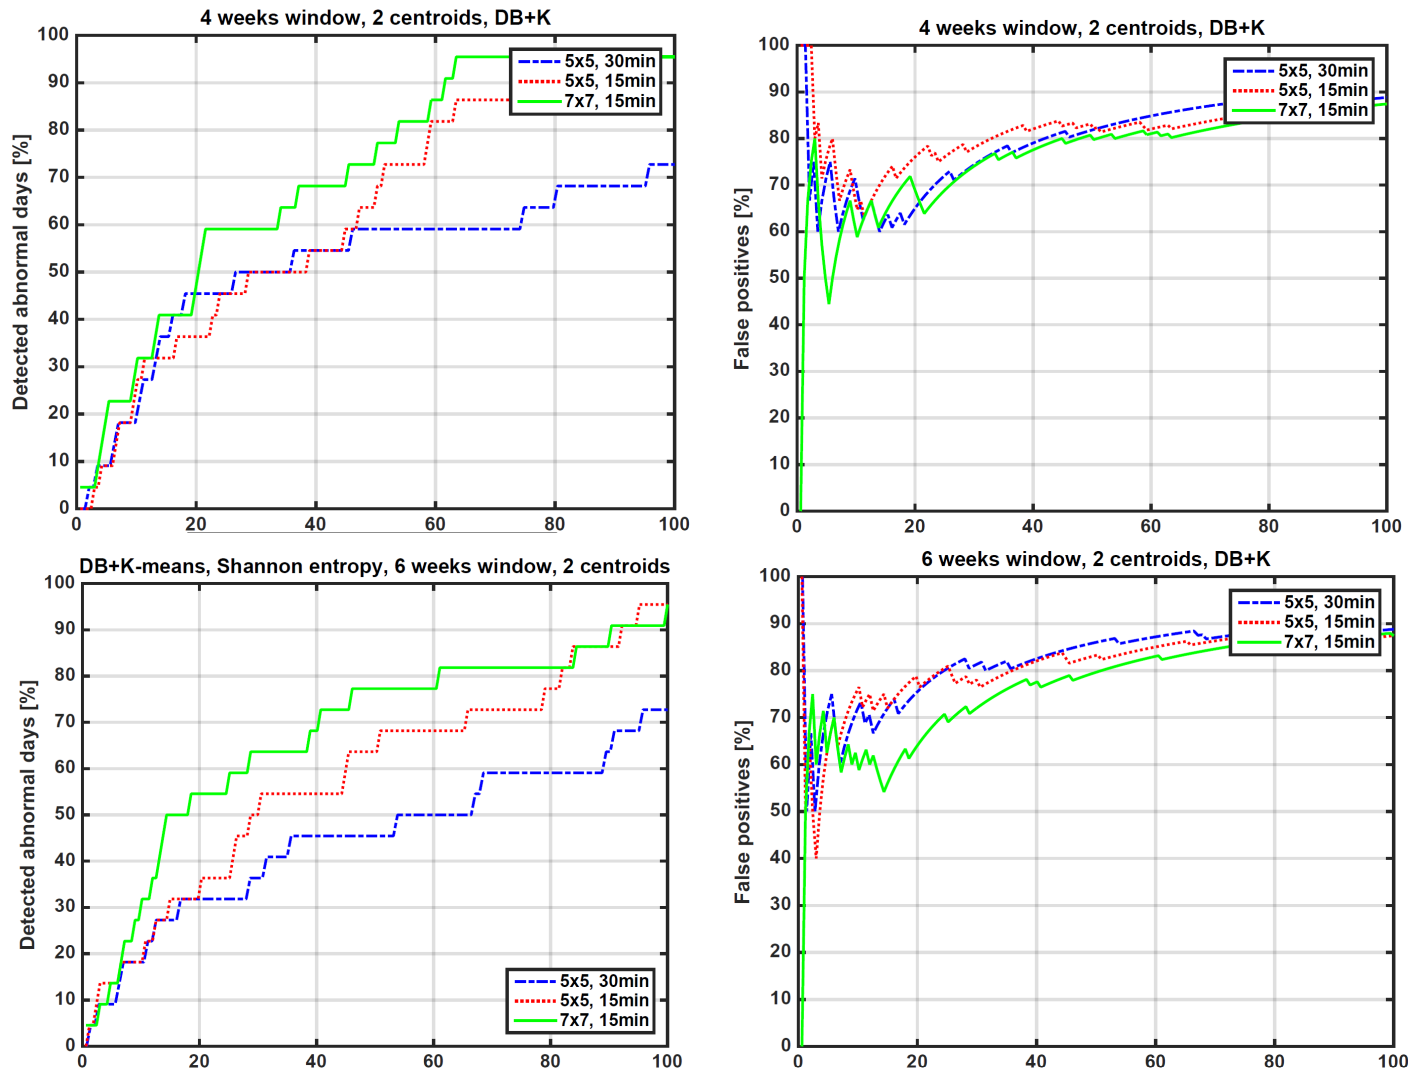 4 weeks window, 2 centroids, DB+K
100
90
80
70
60
50
40
30
20
10
0
Detected abnormal days [%]
5x5, 30min
5x5, 15min
7x7, 15min
0 20 40 60 80 100
4 weeks window, 2 centroids, DB+K
100
90
80
70
60
50
40
30
20
10
0
False positives [%]
5x5, 30min
5x5, 15min
7x7, 15min
0 20 40 60 80 100
DB+K-means, Shannon entropy, 6 weeks window, 2 centroids
100
90
80
70
60
50
40
30
20
10
0
Detected abnormal days [%]
5x5, 30min
5x5, 15min
7x7, 15min
0 20 40 60 80 100
6 weeks window, 2 centroids, DB+K
100
90
80
70
60
50
40
30
20
10
0
False positives [%]
5x5, 30min
5x5, 15min
7x7, 15min
0 20 40 60 80 100